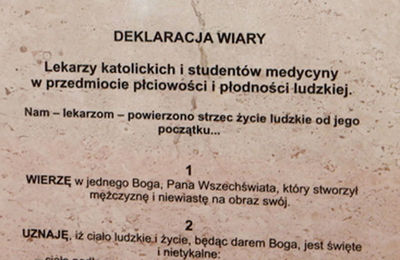 DEKLARACJA WIARY
Lekarzy katolickich i studentów medycyny
w przedmiocie płciowości i płodności ludzkiej.
Nam – lekarzom – powierzono strzec życie ludzkie od jego
początku...
1
WIERZĘ w jednego Boga, Pana Wszechświata, który stworzył
mężczyznę i niewiastę na obraz swój.
2
UZNAJĘ, iż ciało ludzkie i życie, będąc darem Boga, jest święte
i nietykalne: